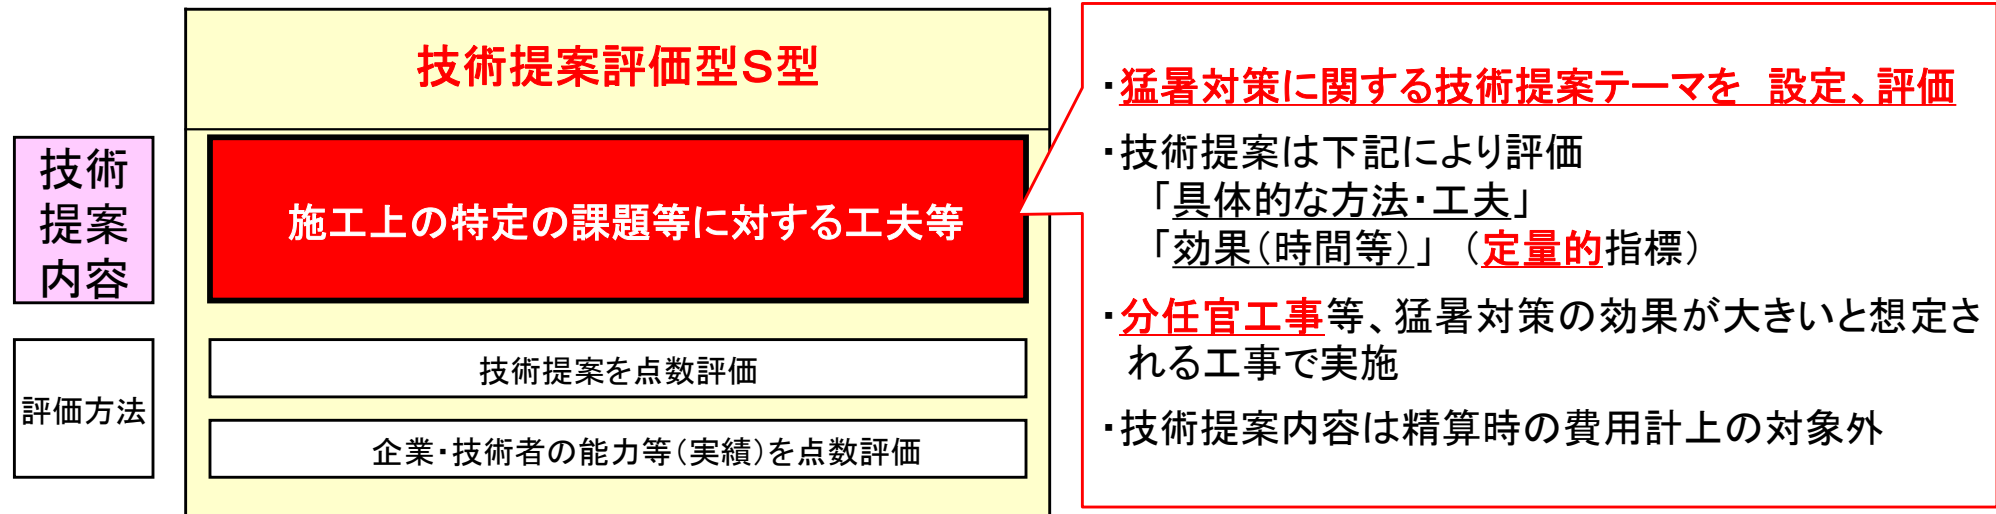 技術提案評価型S型
技術
提案
内容
施工上の特定の課題等に対する工夫等
評価方法
技術提案を点数評価
企業・技術者の能力等(実績)を点数評価
・猛暑対策に関する技術提案テーマを 設定、評価
・技術提案は下記により評価
「具体的な方法・工夫」
「効果(時間等)」(定量的指標)
・分任官工事等、猛暑対策の効果が大きいと想定さ
れる工事で実施
・技術提案内容は精算時の費用計上の対象外